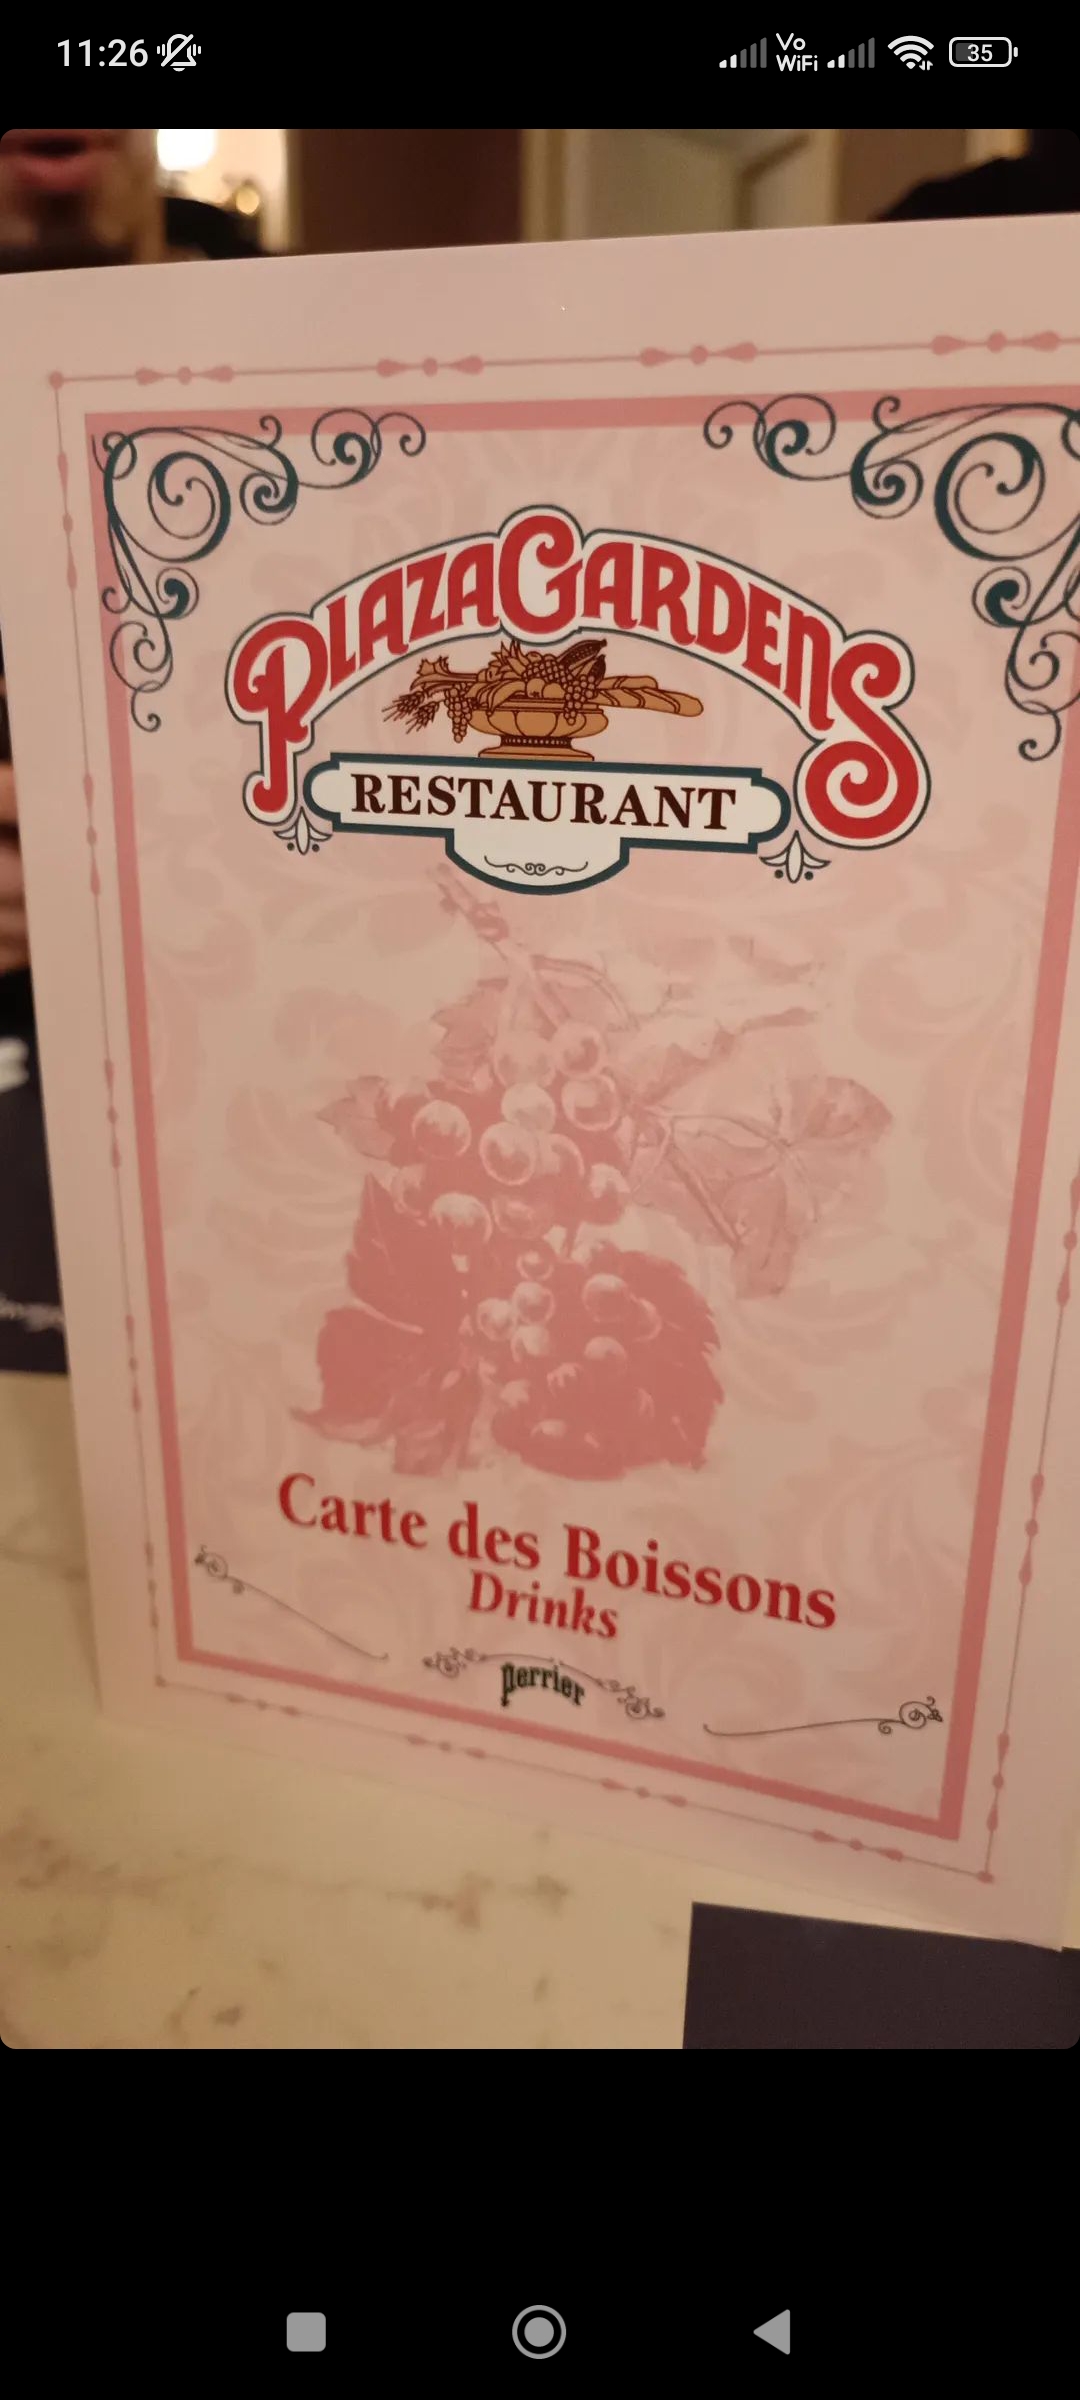 11:26
Vo
WiFi
35
PLAZA GARDENS
RESTAURANT
Carte des Boissons
Drinks
perrier